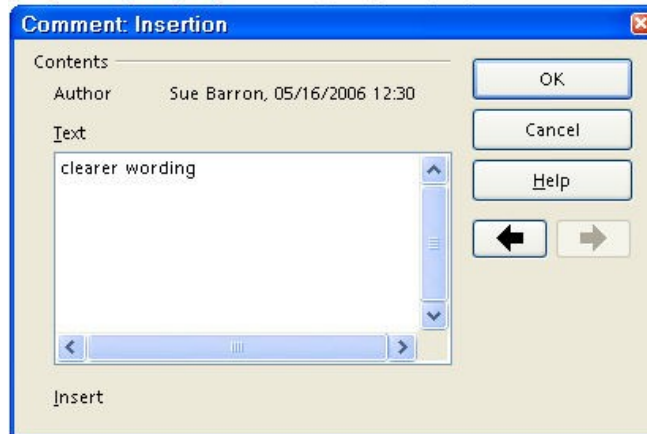 Comment: Insertion
Contents
Author Sue Barron, 05/16/2006 12:30
Text
clearer wording
Insert
OK
Cancel
Help